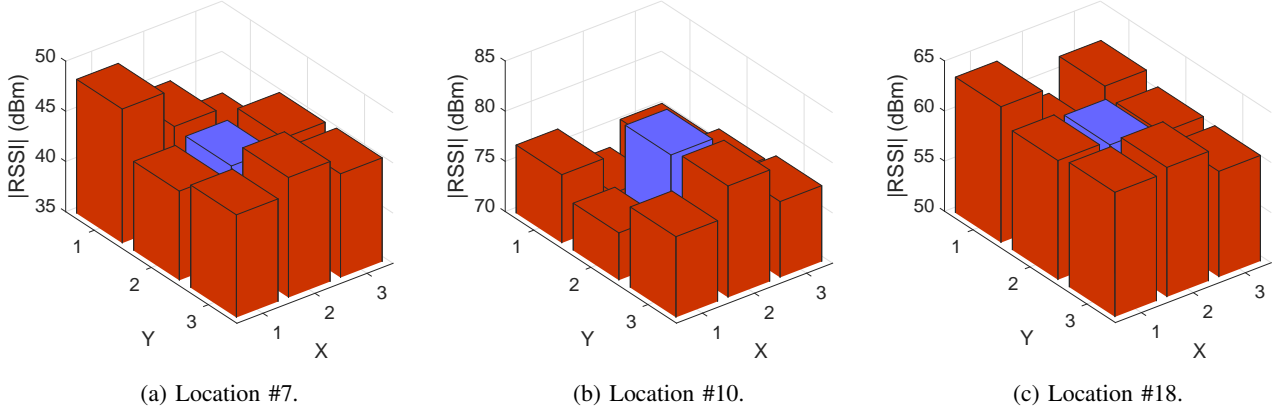 |RSSI| (dBm)
50
45
40
35
1
2
3
Y
1
2
3
X
(a) Location #7.
|RSSI| (dBm)
85
80
75
70
1
2
3
Y
1
2
3
X
(b) Location #10.
|RSSI| (dBm)
65
60
55
50
1
2
3
Y
1
2
3
X
(c) Location #18.